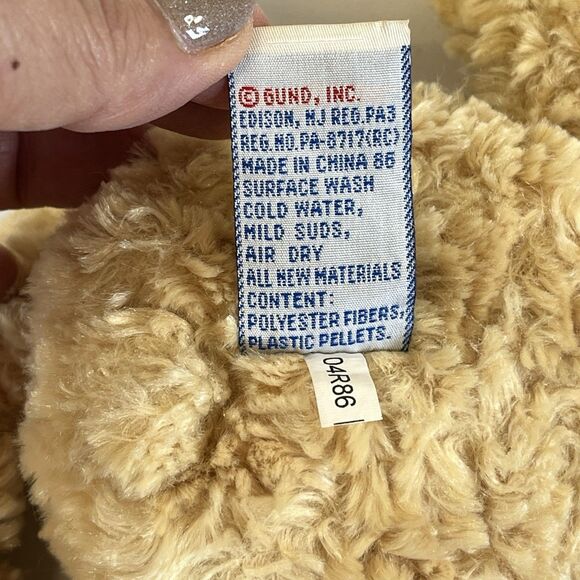 © GUND, INC.
EDISON, NJ REG.PA3
REG.NO.PA-8717(RC)
MADE IN CHINA 86
SURFACE WASH
COLD WATER,
MILD SUDS,
AIR DRY
ALL NEW MATERIALS
CONTENT:
POLYESTER FIBERS,
PLASTIC PELLETS.
04R86